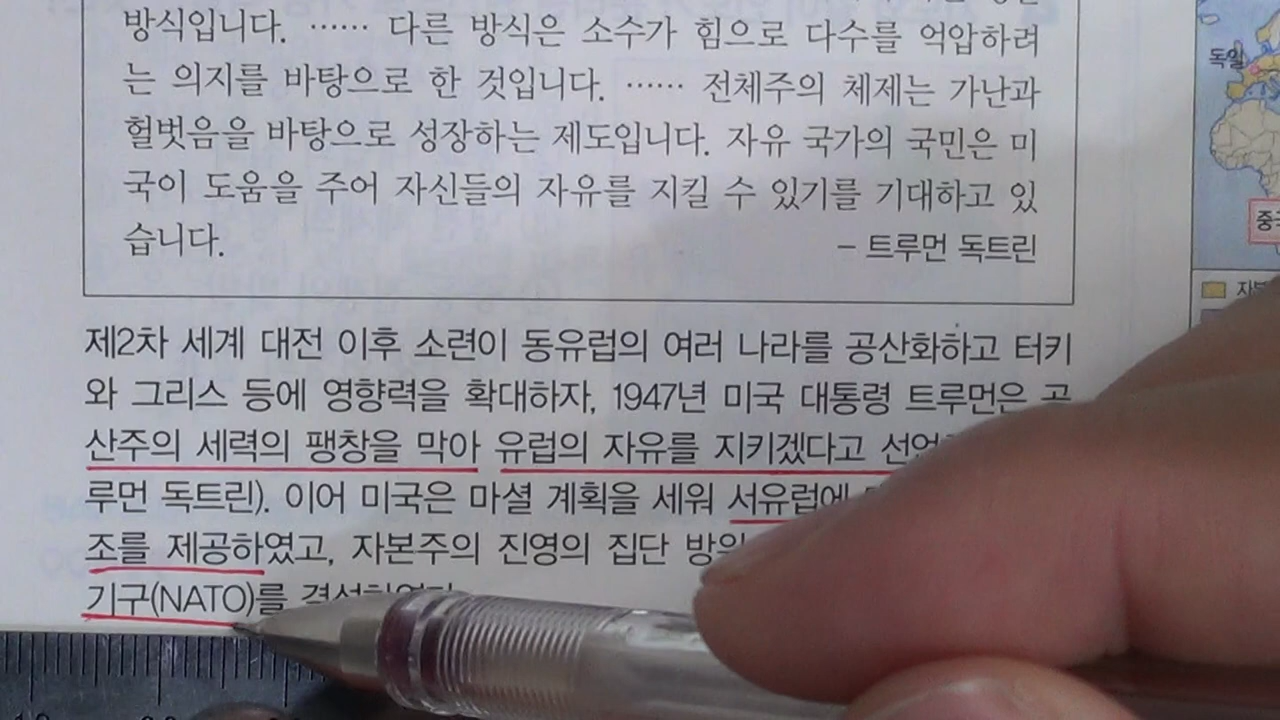 방식입니다. …… 다른 방식은 소수가 힘으로 다수를 억압하려
는 의지를 바탕으로 한 것입니다. …… 전체주의 체제는 가난과
헐벗음을 바탕으로 성장하는 제도입니다. 자유 국가의 국민은 미
국이 도움을 주어 자신들의 자유를 지킬 수 있기를 기대하고 있
습니다.
– 트루먼 독트린
제2차 세계 대전 이후 소련이 동유럽의 여러 나라를 공산화하고 터키
와 그리스 등에 영향력을 확대하자, 1947년 미국 대통령 트루먼은 공
산주의 세력의 팽창을 막아 유럽의 자유를 지키겠다고
루먼 독트린). 이어 미국은 마셜 계획을 세워 서유럽에
조를 제공하였고, 자본주의 진영의 집단 방위
기구(NATO)를 결성하였다.
독일